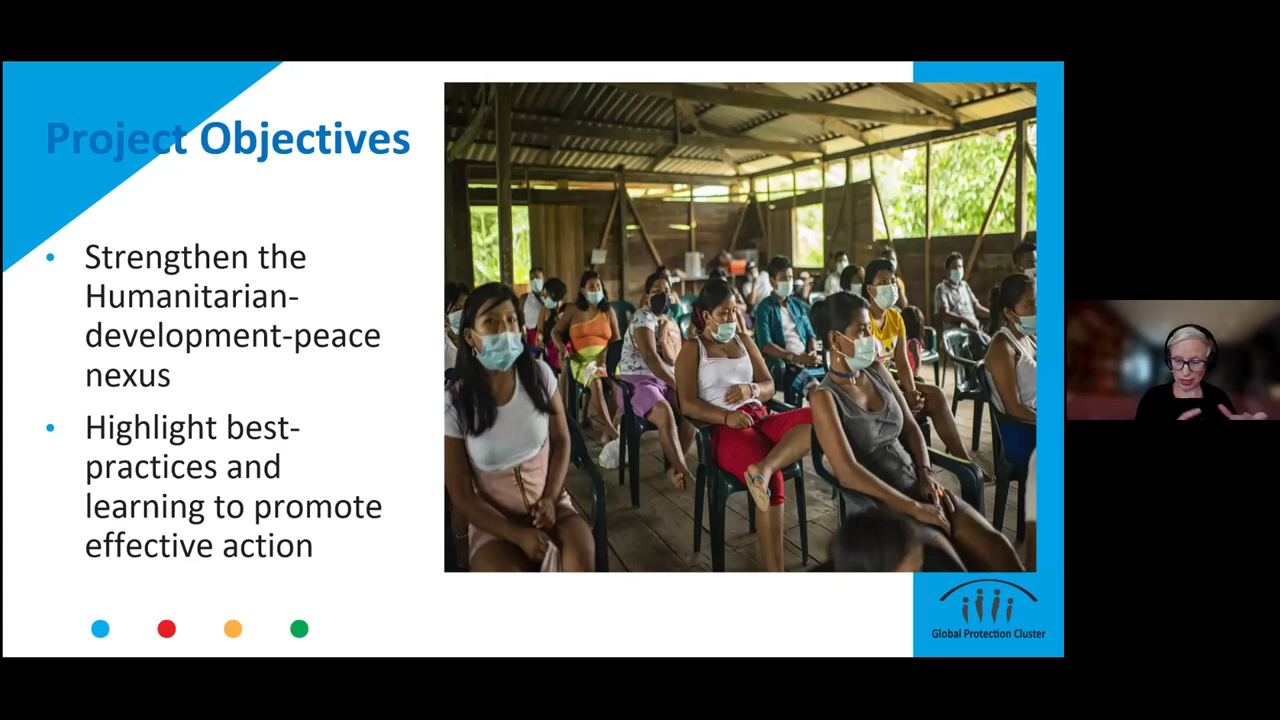 Project Objectives
• Strengthen the
Humanitarian-
development-peace
nexus
• Highlight best-
practices and
learning to promote
effective action
Global Protection Cluster